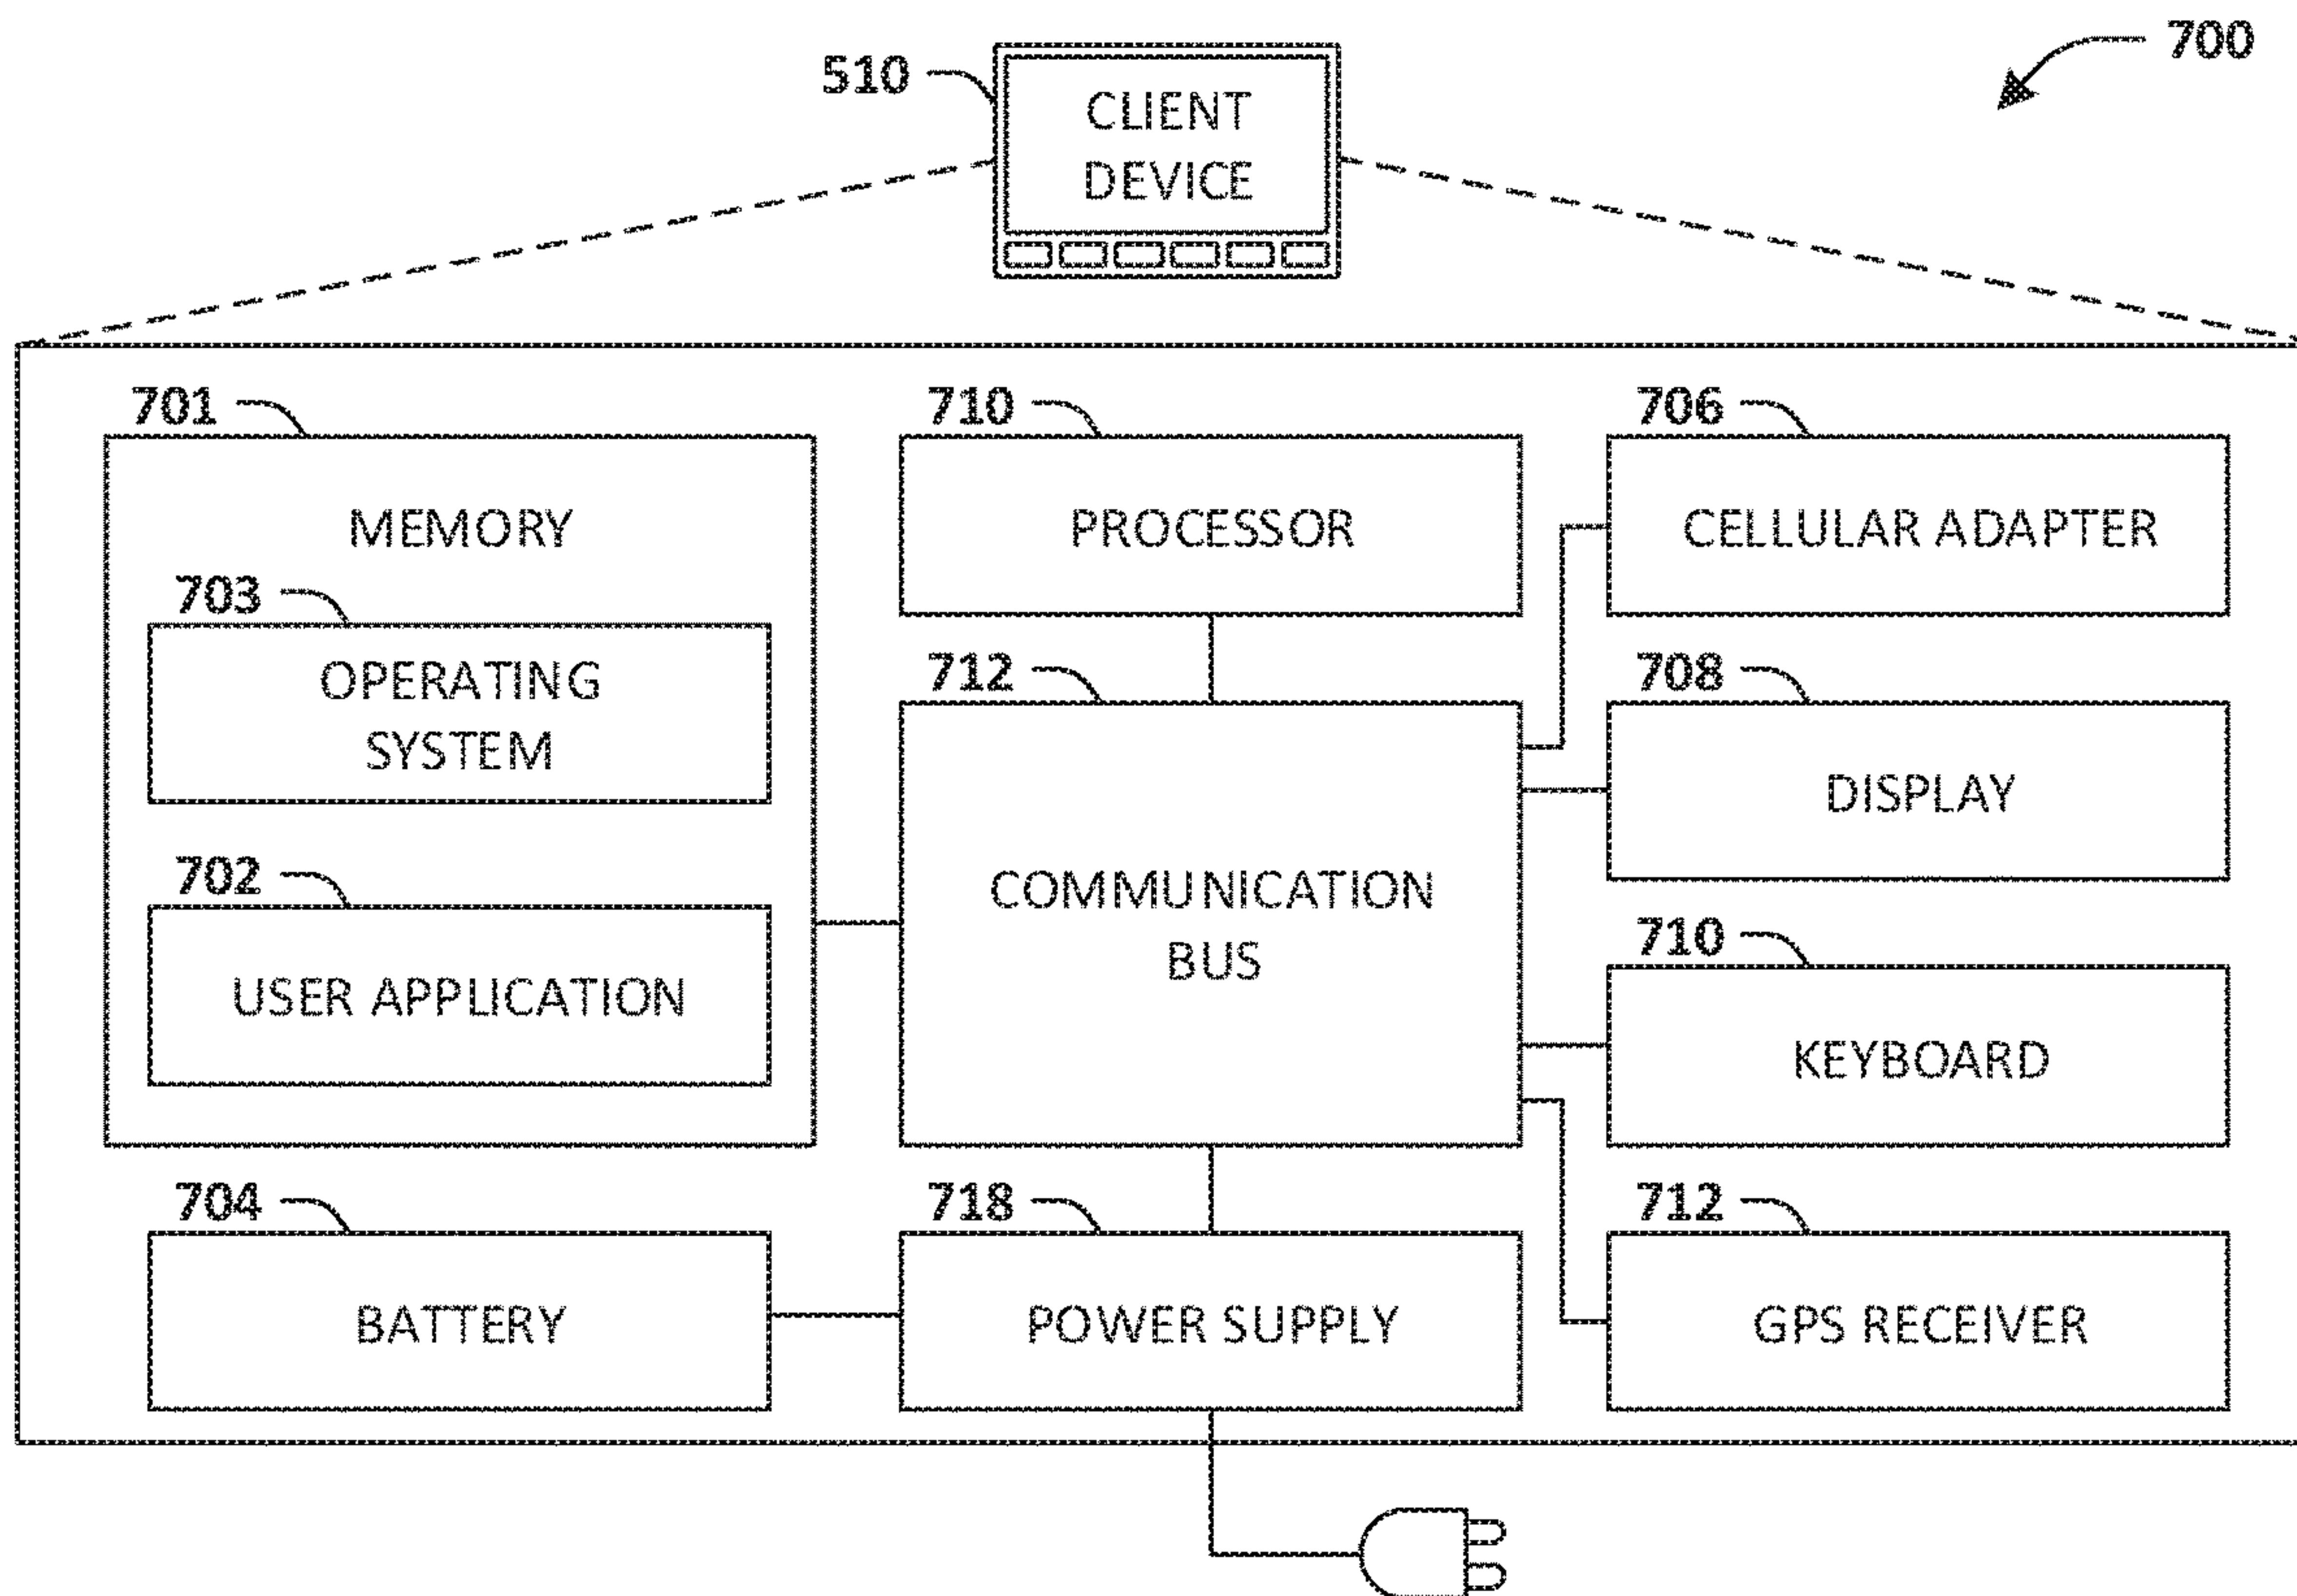 700
510
CLIENT
DEVICE
701
MEMORY
703
OPERATING
SYSTEM
702
USER APPLICATION
704
BATTERY
710
PROCESSOR
712
COMMUNICATION
BUS
718
POWER SUPPLY
706
CELLULAR ADAPTER
708
DISPLAY
710
KEYBOARD
712
GPS RECEIVER